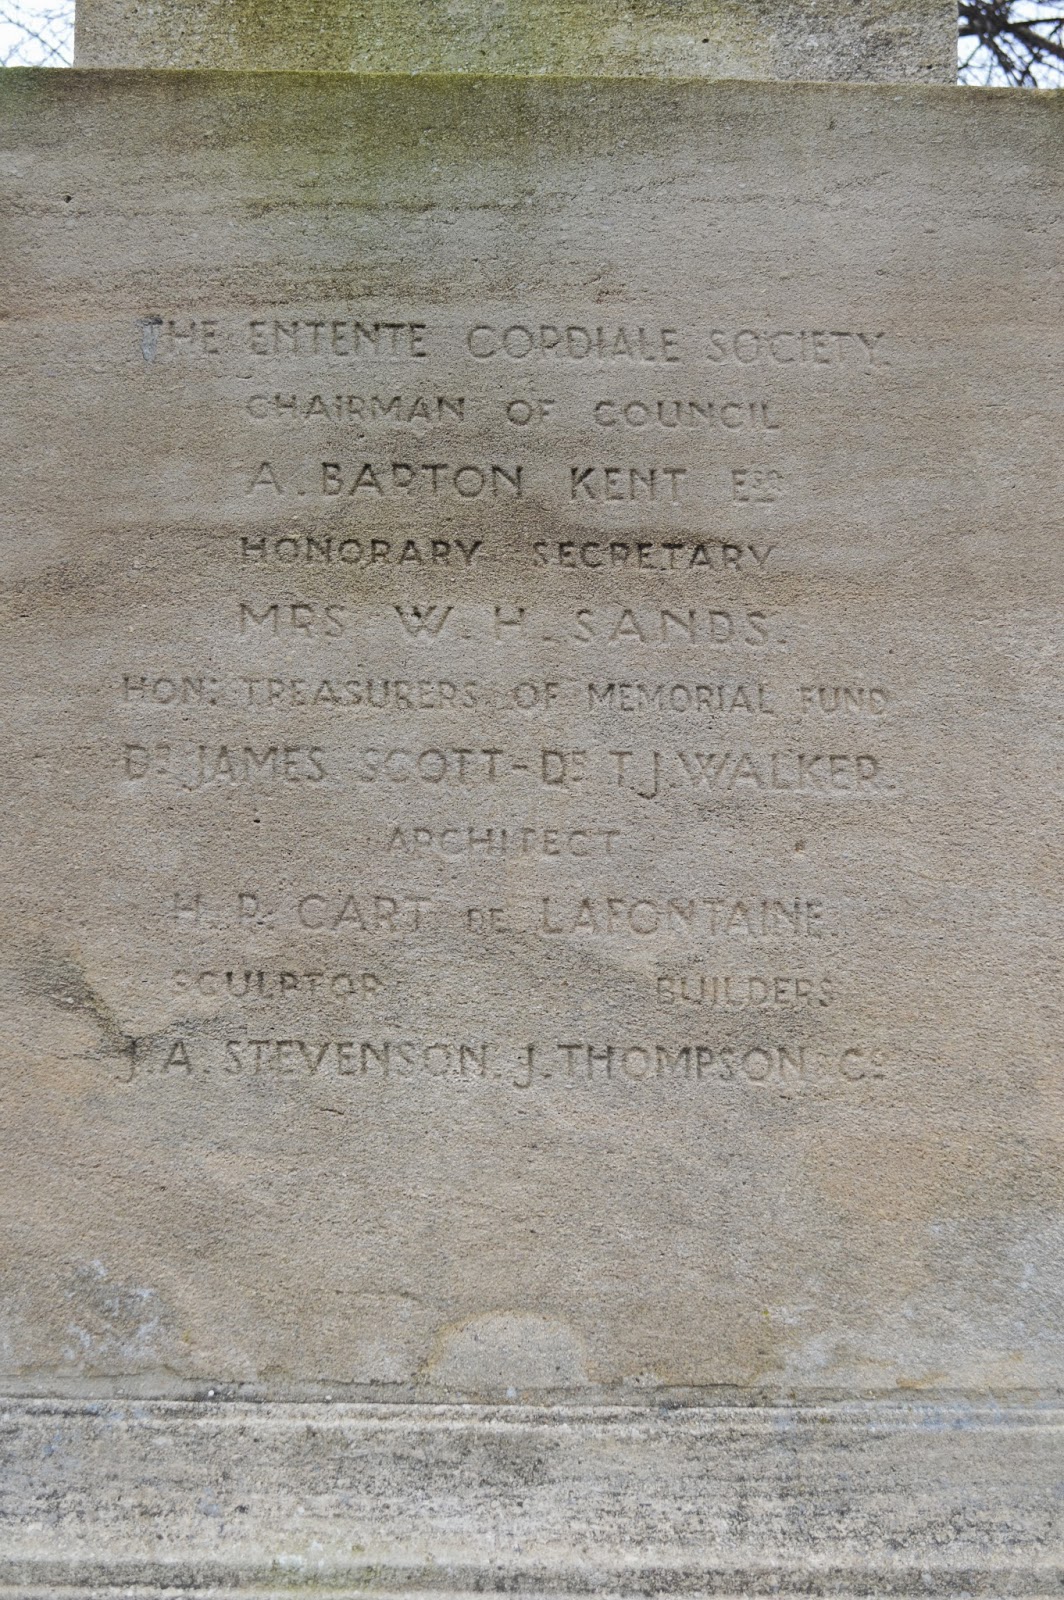 THE ENTENTE CORDIALE SOCIETY.
CHAIRMAN OF COUNCIL
A. BARTON KENT ESQ
HONORARY SECRETARY
MRS W. H. SANDS.
HON: TREASURERS OF MEMORIAL FUND
DR JAMES SCOTT - DR T.J. WALKER.
ARCHITECT
H. P. CART DE LAFONTAINE.
SCULPTOR BUILDERS
J. A. STEVENSON. J. THOMPSON & CO